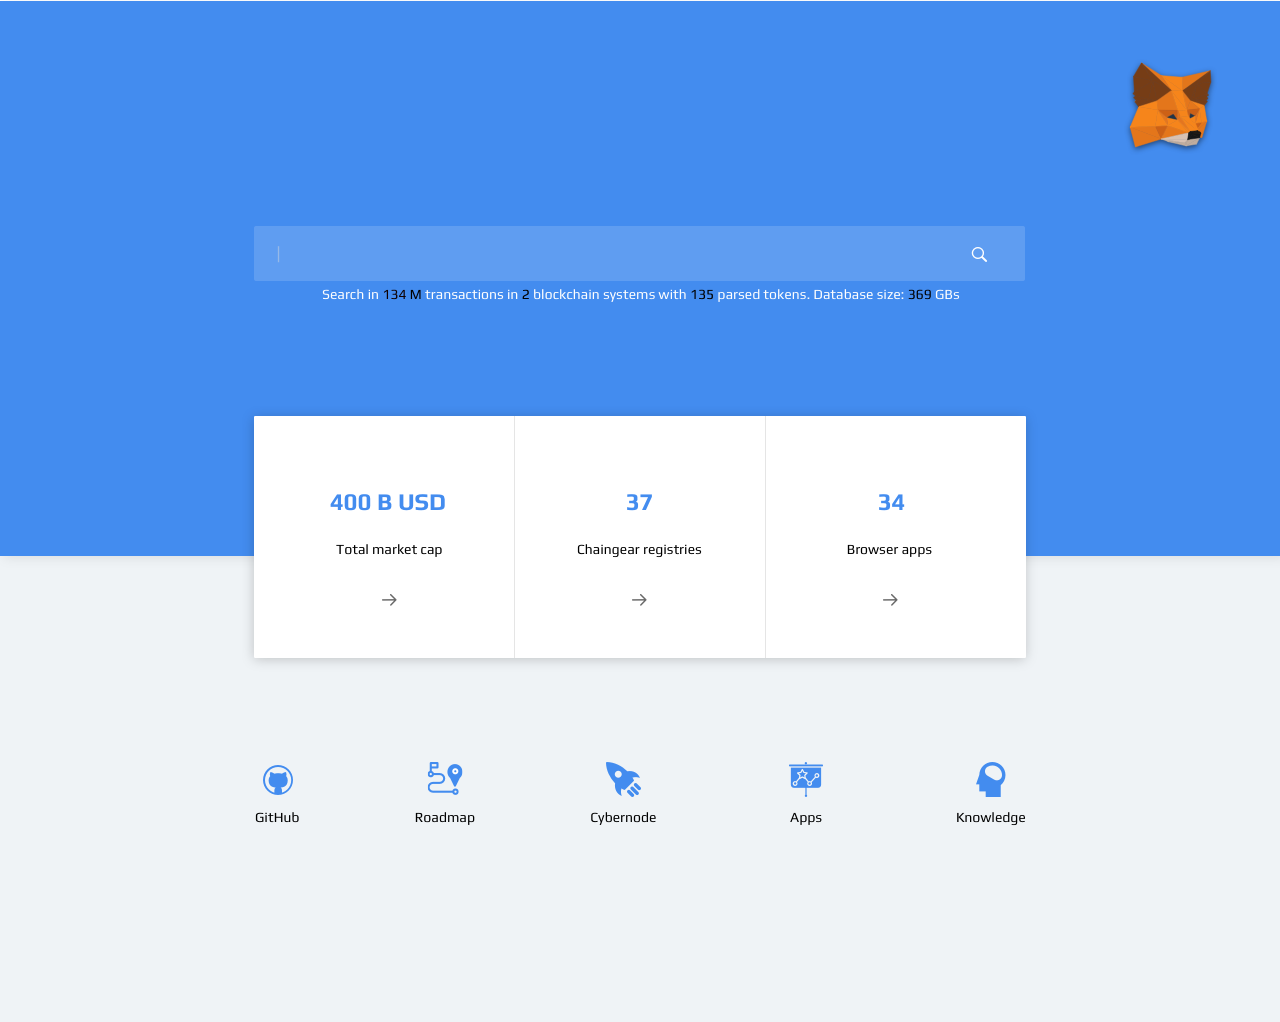 Search in 134 M transactions in 2 blockchain systems with 135 parsed tokens. Database size: 369 GBs
400 B USD
37
34
Total market cap
Chaingear registries
Browser apps
GitHub
Roadmap
Cybernode
Apps
Knowledge